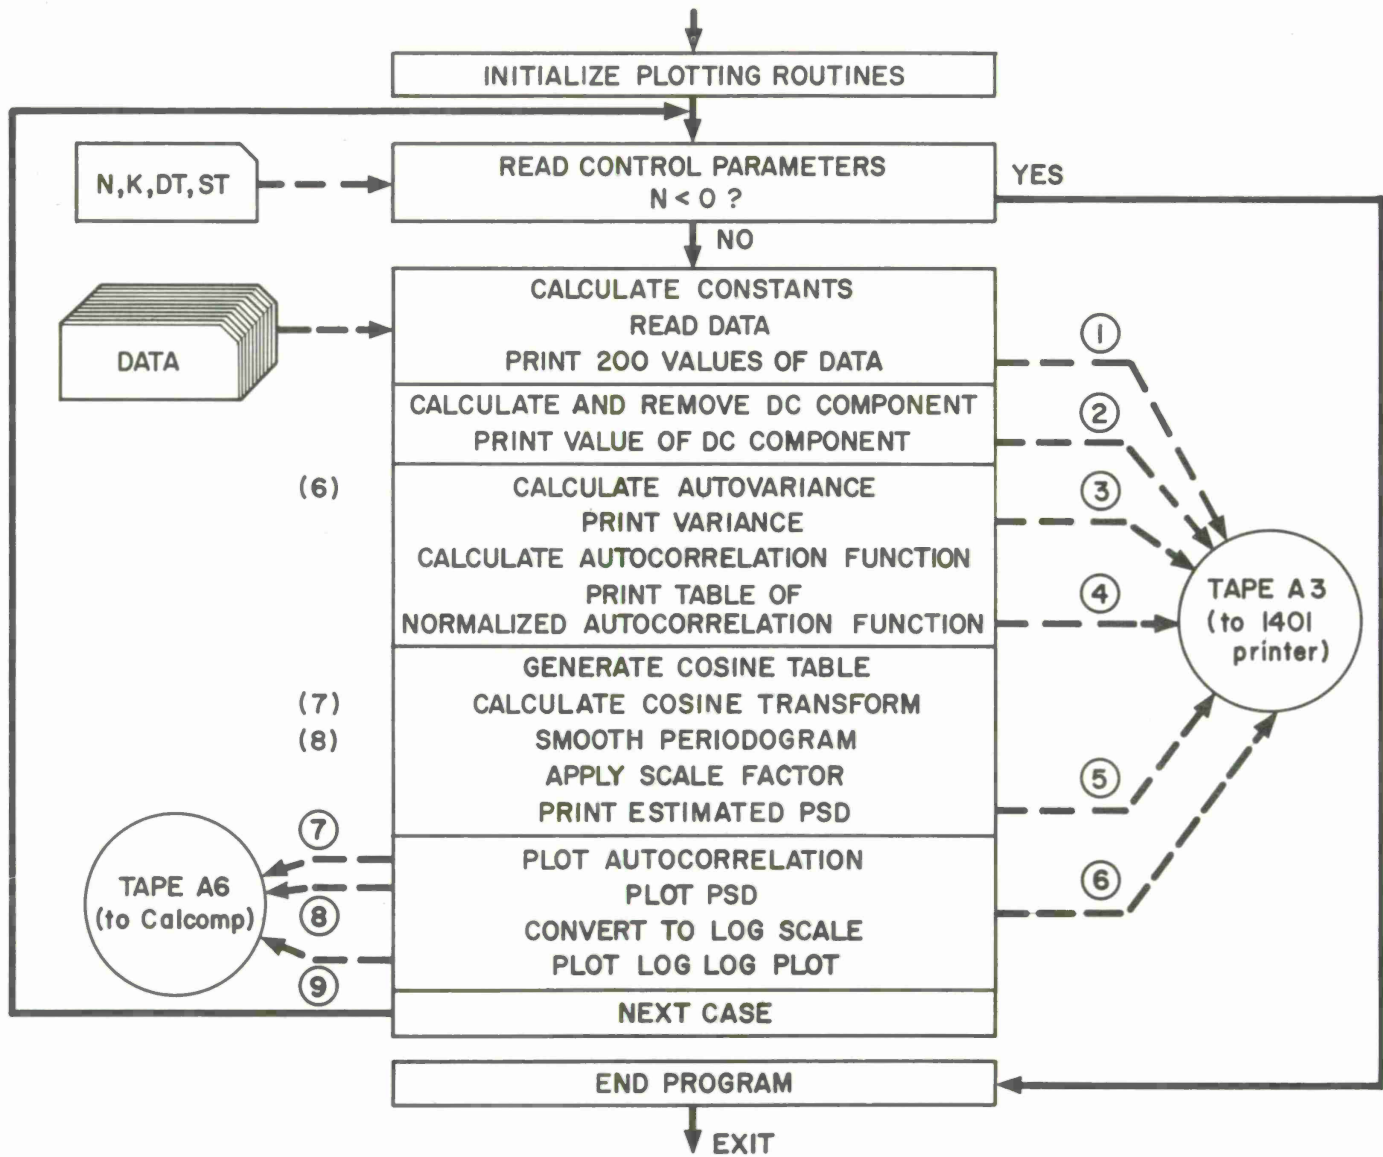 INITIALIZE PLOTTING ROUTINES
N,K,DT,ST
READ CONTROL PARAMETERS
N < 0 ?
YES
NO
DATA
CALCULATE CONSTANTS
READ DATA
PRINT 200 VALUES OF DATA
1
CALCULATE AND REMOVE DC COMPONENT
PRINT VALUE OF DC COMPONENT
2
(6)
CALCULATE AUTOVARIANCE
PRINT VARIANCE
3
CALCULATE AUTOCORRELATION FUNCTION
PRINT TABLE OF
NORMALIZED AUTOCORRELATION FUNCTION
4
TAPE A3
(to 1401
printer)
GENERATE COSINE TABLE
(7)
CALCULATE COSINE TRANSFORM
(8)
SMOOTH PERIODOGRAM
APPLY SCALE FACTOR
PRINT ESTIMATED PSD
5
7
8
9
TAPE A6
(to Calcomp)
PLOT AUTOCORRELATION
PLOT PSD
CONVERT TO LOG SCALE
PLOT LOG LOG PLOT
6
NEXT CASE
END PROGRAM
EXIT